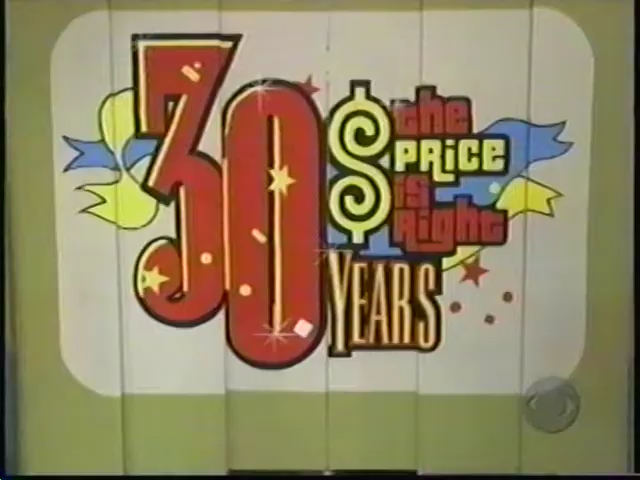 30
$ the
PRICE
is
Right
YEARS